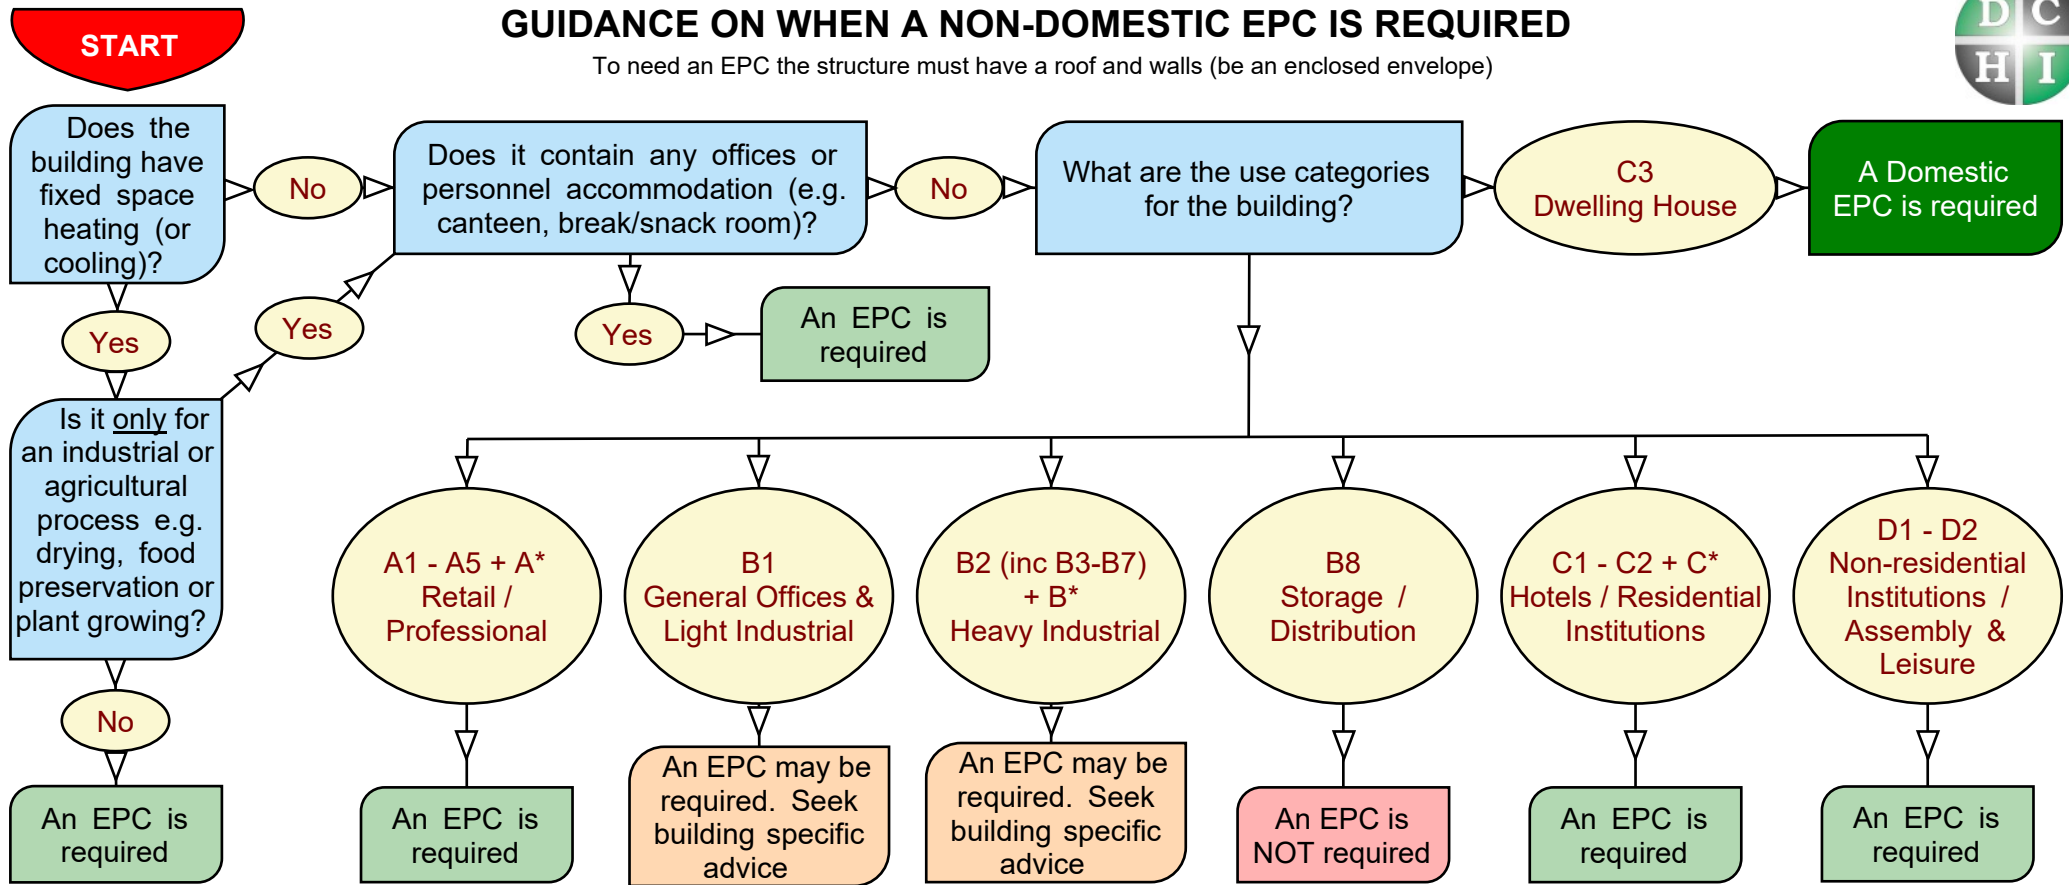 START
GUIDANCE ON WHEN A NON-DOMESTIC EPC IS REQUIRED
To need an EPC the structure must have a roof and walls (be an enclosed envelope)
D C
H I
Does the
building have
fixed space
heating (or
cooling)?
No
Does it contain any offices or
personnel accommodation (e.g.
canteen, break/snack room)?
No
What are the use categories
for the building?
C3
Dwelling House
A Domestic
EPC is required
Yes
Yes
Yes
An EPC is
required
Is it only for
an industrial or
agricultural
process e.g.
drying, food
preservation or
plant growing?
No
An EPC is
required
A1 - A5 + A*
Retail /
Professional
An EPC is
required
B1
General Offices &
Light Industrial
An EPC may be
required. Seek
building specific
advice
B2 (inc B3-B7)
+ B*
Heavy Industrial
An EPC may be
required. Seek
building specific
advice
B8
Storage /
Distribution
An EPC is
NOT required
C1 - C2 + C*
Hotels / Residential
Institutions
An EPC is
required
D1 - D2
Non-residential
Institutions /
Assembly &
Leisure
An EPC is
required